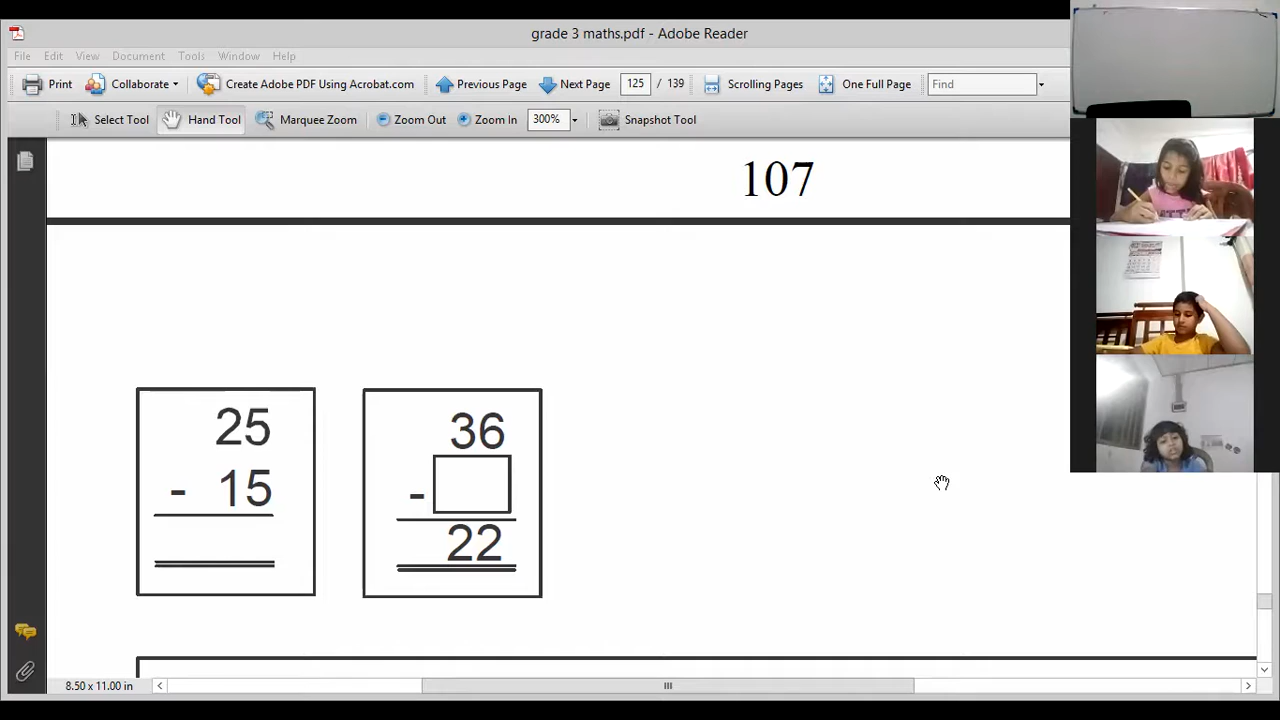 grade 3 maths.pdf - Adobe Reader
File Edit View Document Tools Window Help
Print Collaborate Create Adobe PDF Using Acrobat.com Previous Page Next Page 125 / 139 Scrolling Pages One Full Page Find
Select Tool Hand Tool Marquee Zoom Zoom Out Zoom In 300% Snapshot Tool
107
25
- 15
36
-
22
8.50 x 11.00 in